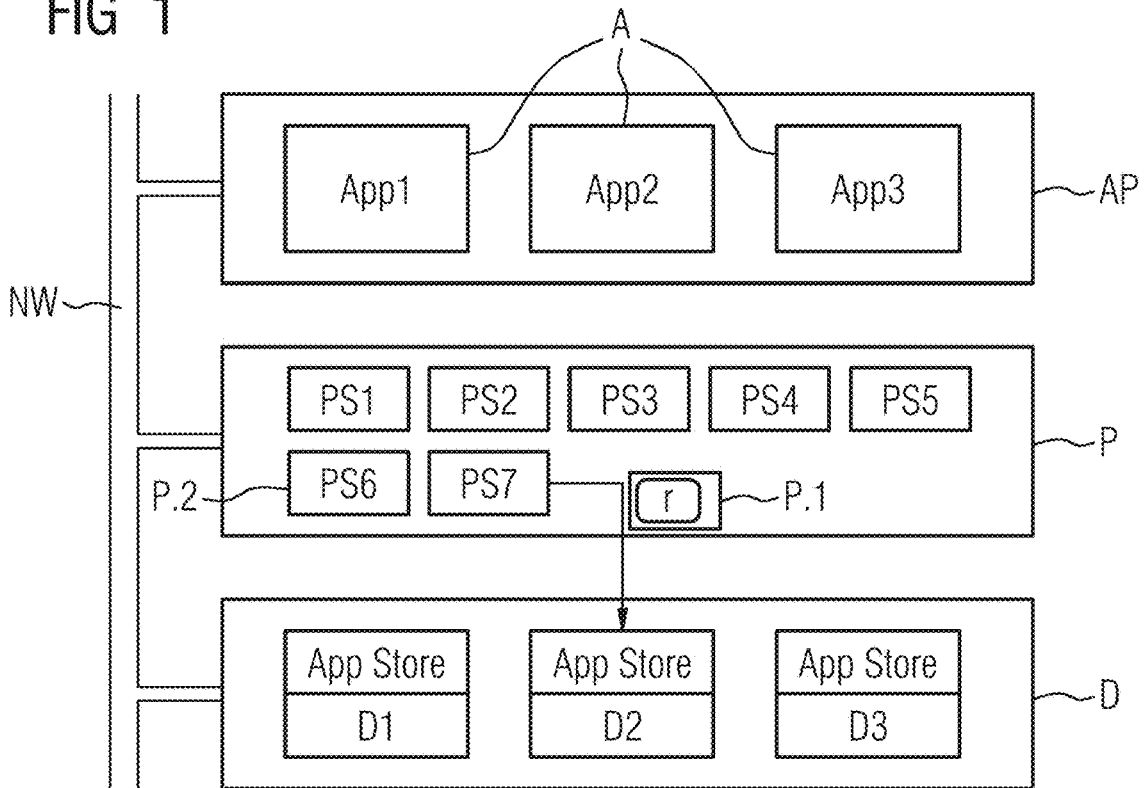 FIG 1
A
App1 App2 App3
AP
NW
PS1 PS2 PS3 PS4 PS5
P
P.2 PS6 PS7 r P.1
App Store App Store App Store
D
D1 D2 D3